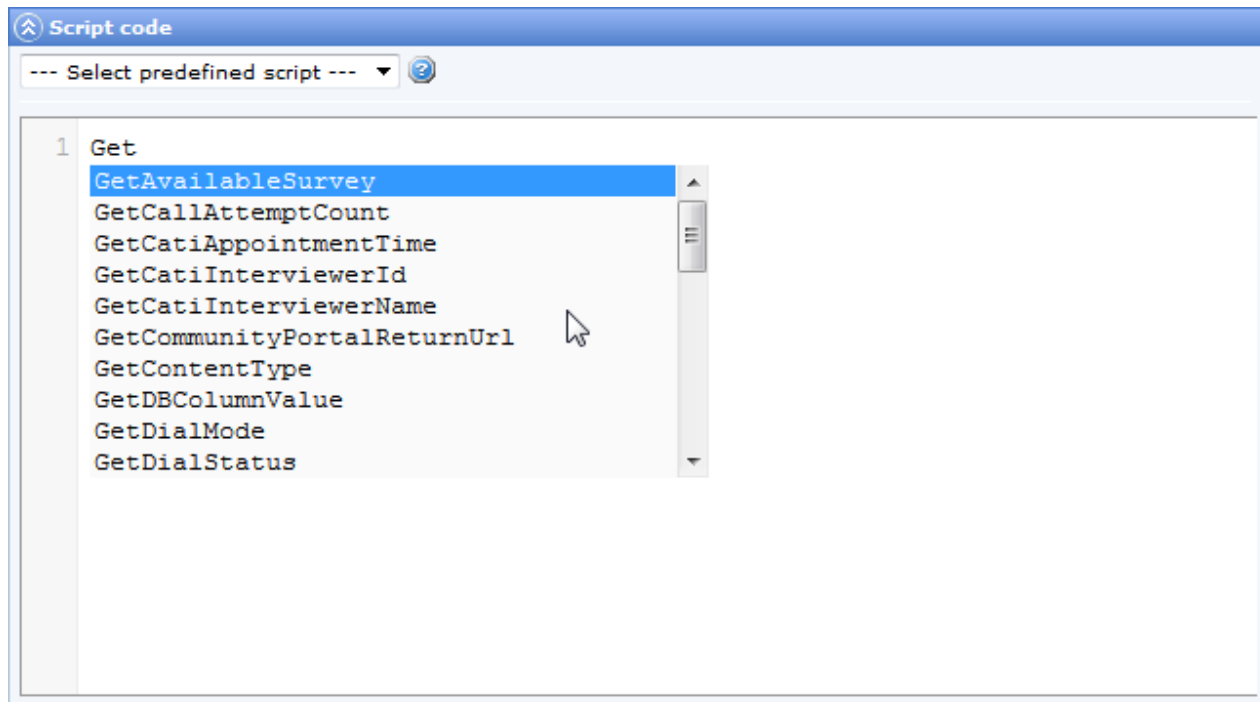 Script code
--- Select predefined script ---
1 Get
GetAvailableSurvey
GetCallAttemptCount
GetCatiAppointmentTime
GetCatiInterviewerId
GetCatiInterviewerName
GetCommunityPortalReturnUrl
GetContentType
GetDBColumnValue
GetDialMode
GetDialStatus